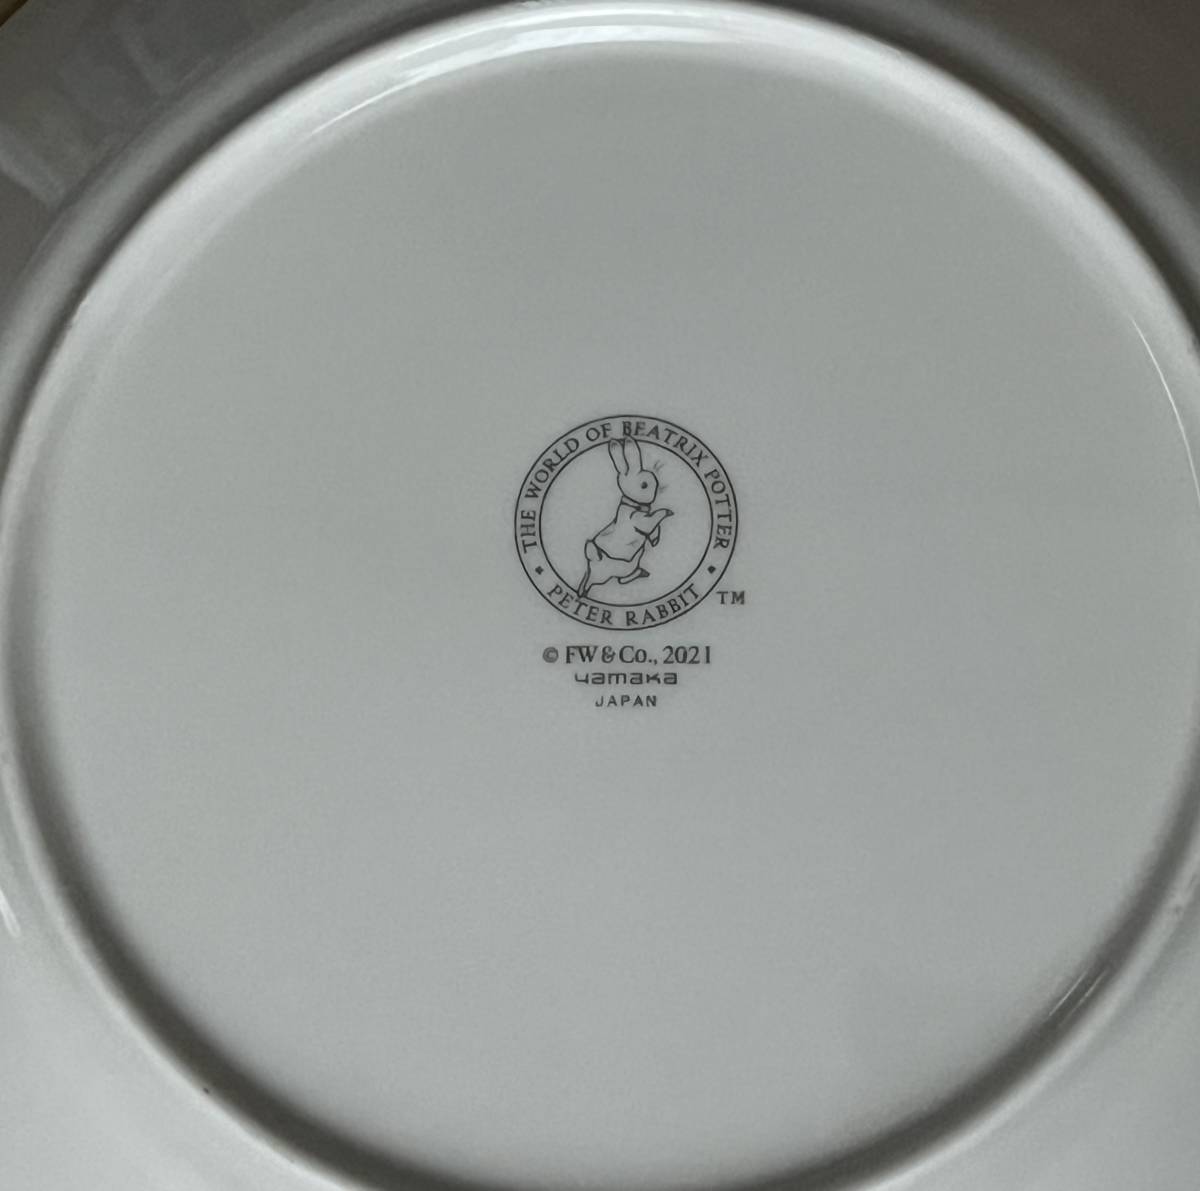 THE WORLD OF BEATRIX POTTER
PETER RABBIT
TM
© FW & Co., 2021
yamaka
JAPAN